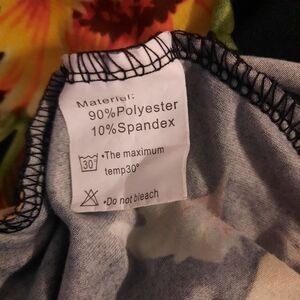 Materiel:
90%Polyester
10%Spandex
30° •The maximum
temp30°
•Do not bleach